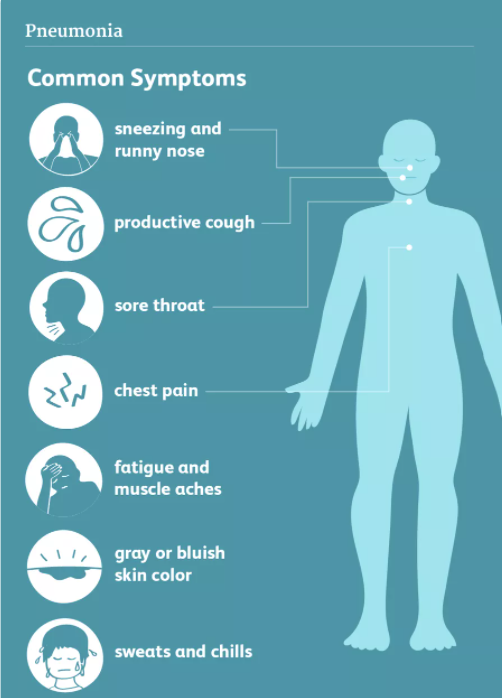 Pneumonia
Common Symptoms
sneezing and
runny nose
productive cough
sore throat
chest pain
fatigue and
muscle aches
gray or bluish
skin color
sweats and chills